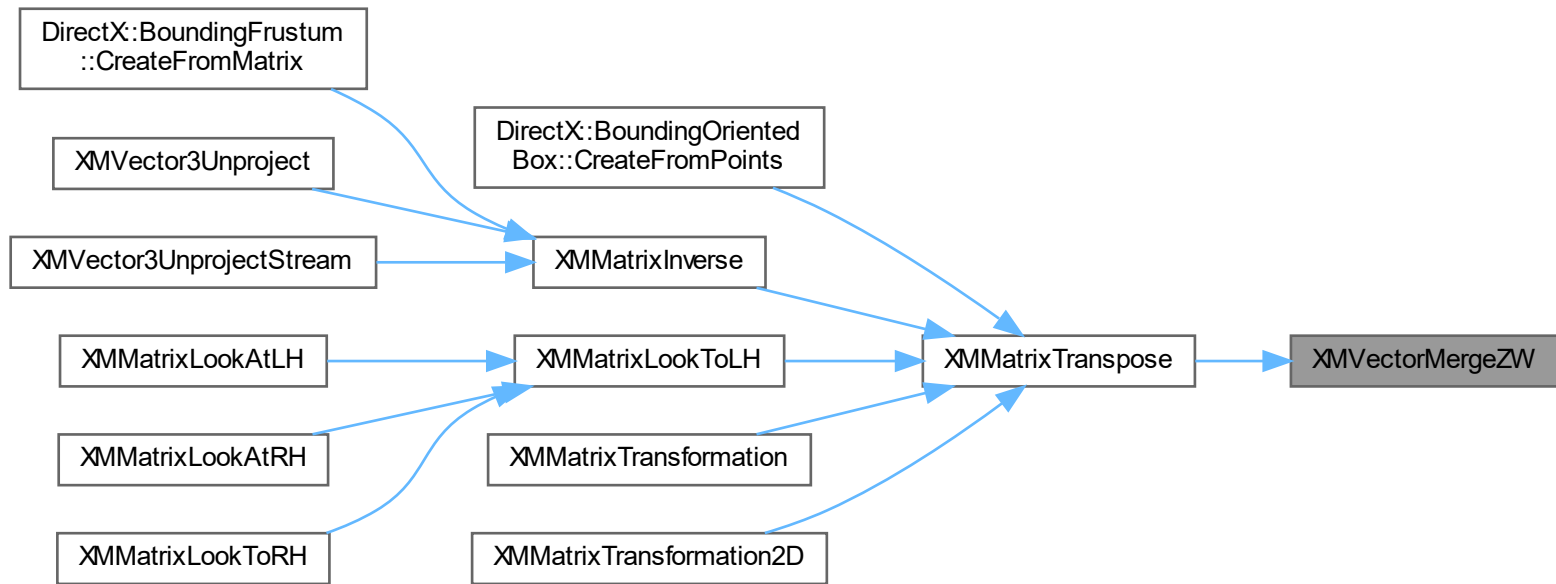 DirectX::BoundingFrustum
::CreateFromMatrix
XMVector3Unproject
XMVector3UnprojectStream
XMMatrixLookAtLH
XMMatrixLookAtRH
XMMatrixLookToRH
DirectX::BoundingOriented
Box::CreateFromPoints
XMMatrixInverse
XMMatrixLookToLH
XMMatrixTransformation
XMMatrixTransformation2D
XMMatrixTranspose
XMVectorMergeZW